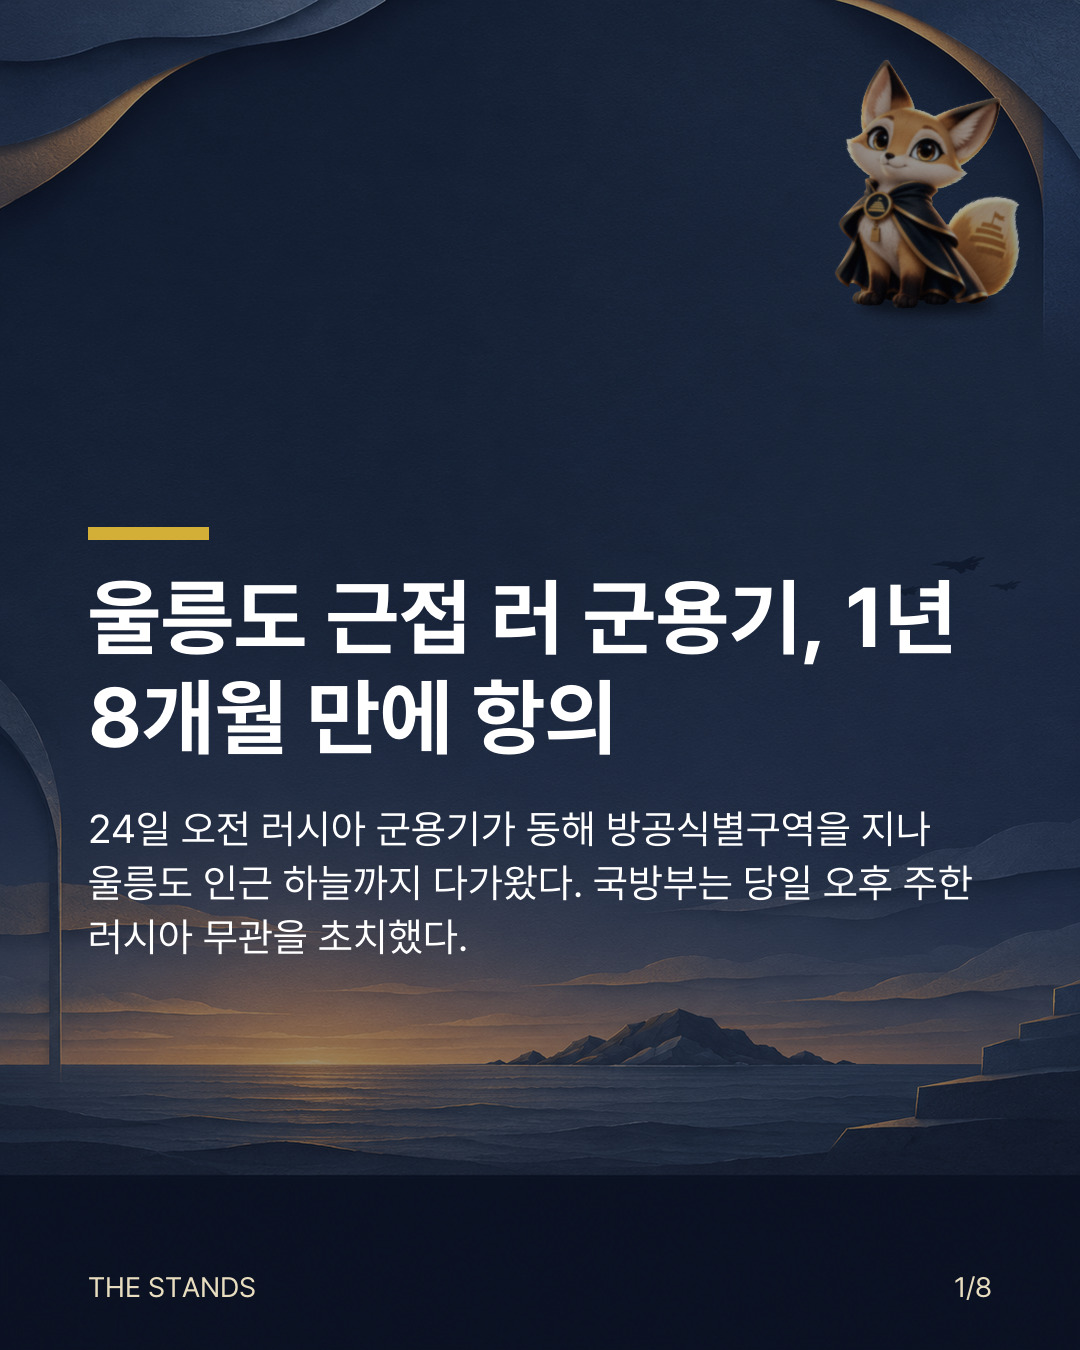 울릉도 근접 러 군용기, 1년
8개월 만에 항의
24일 오전 러시아 군용기가 동해 방공식별구역을 지나
울릉도 인근 하늘까지 다가왔다. 국방부는 당일 오후 주한
러시아 무관을 초치했다.
THE STANDS
1/8